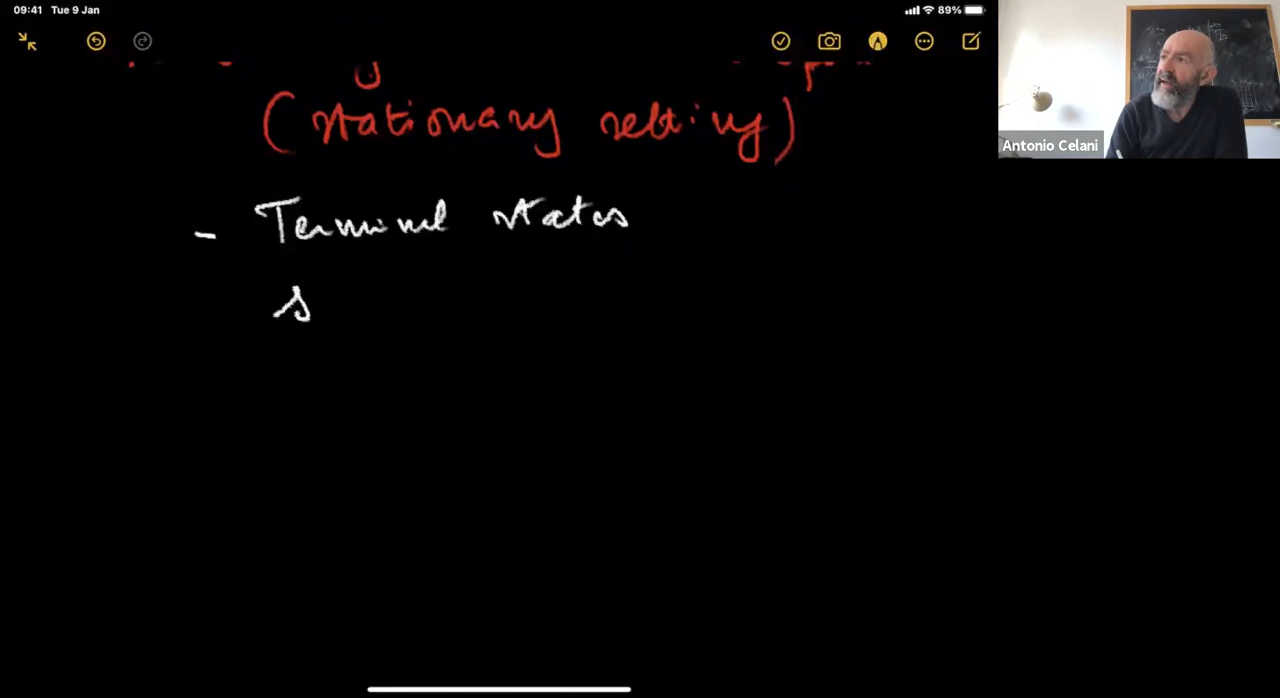 09:41 Tue 9 Jan 89%
(stationary setting)
- Terminal states
s
Antonio Celani